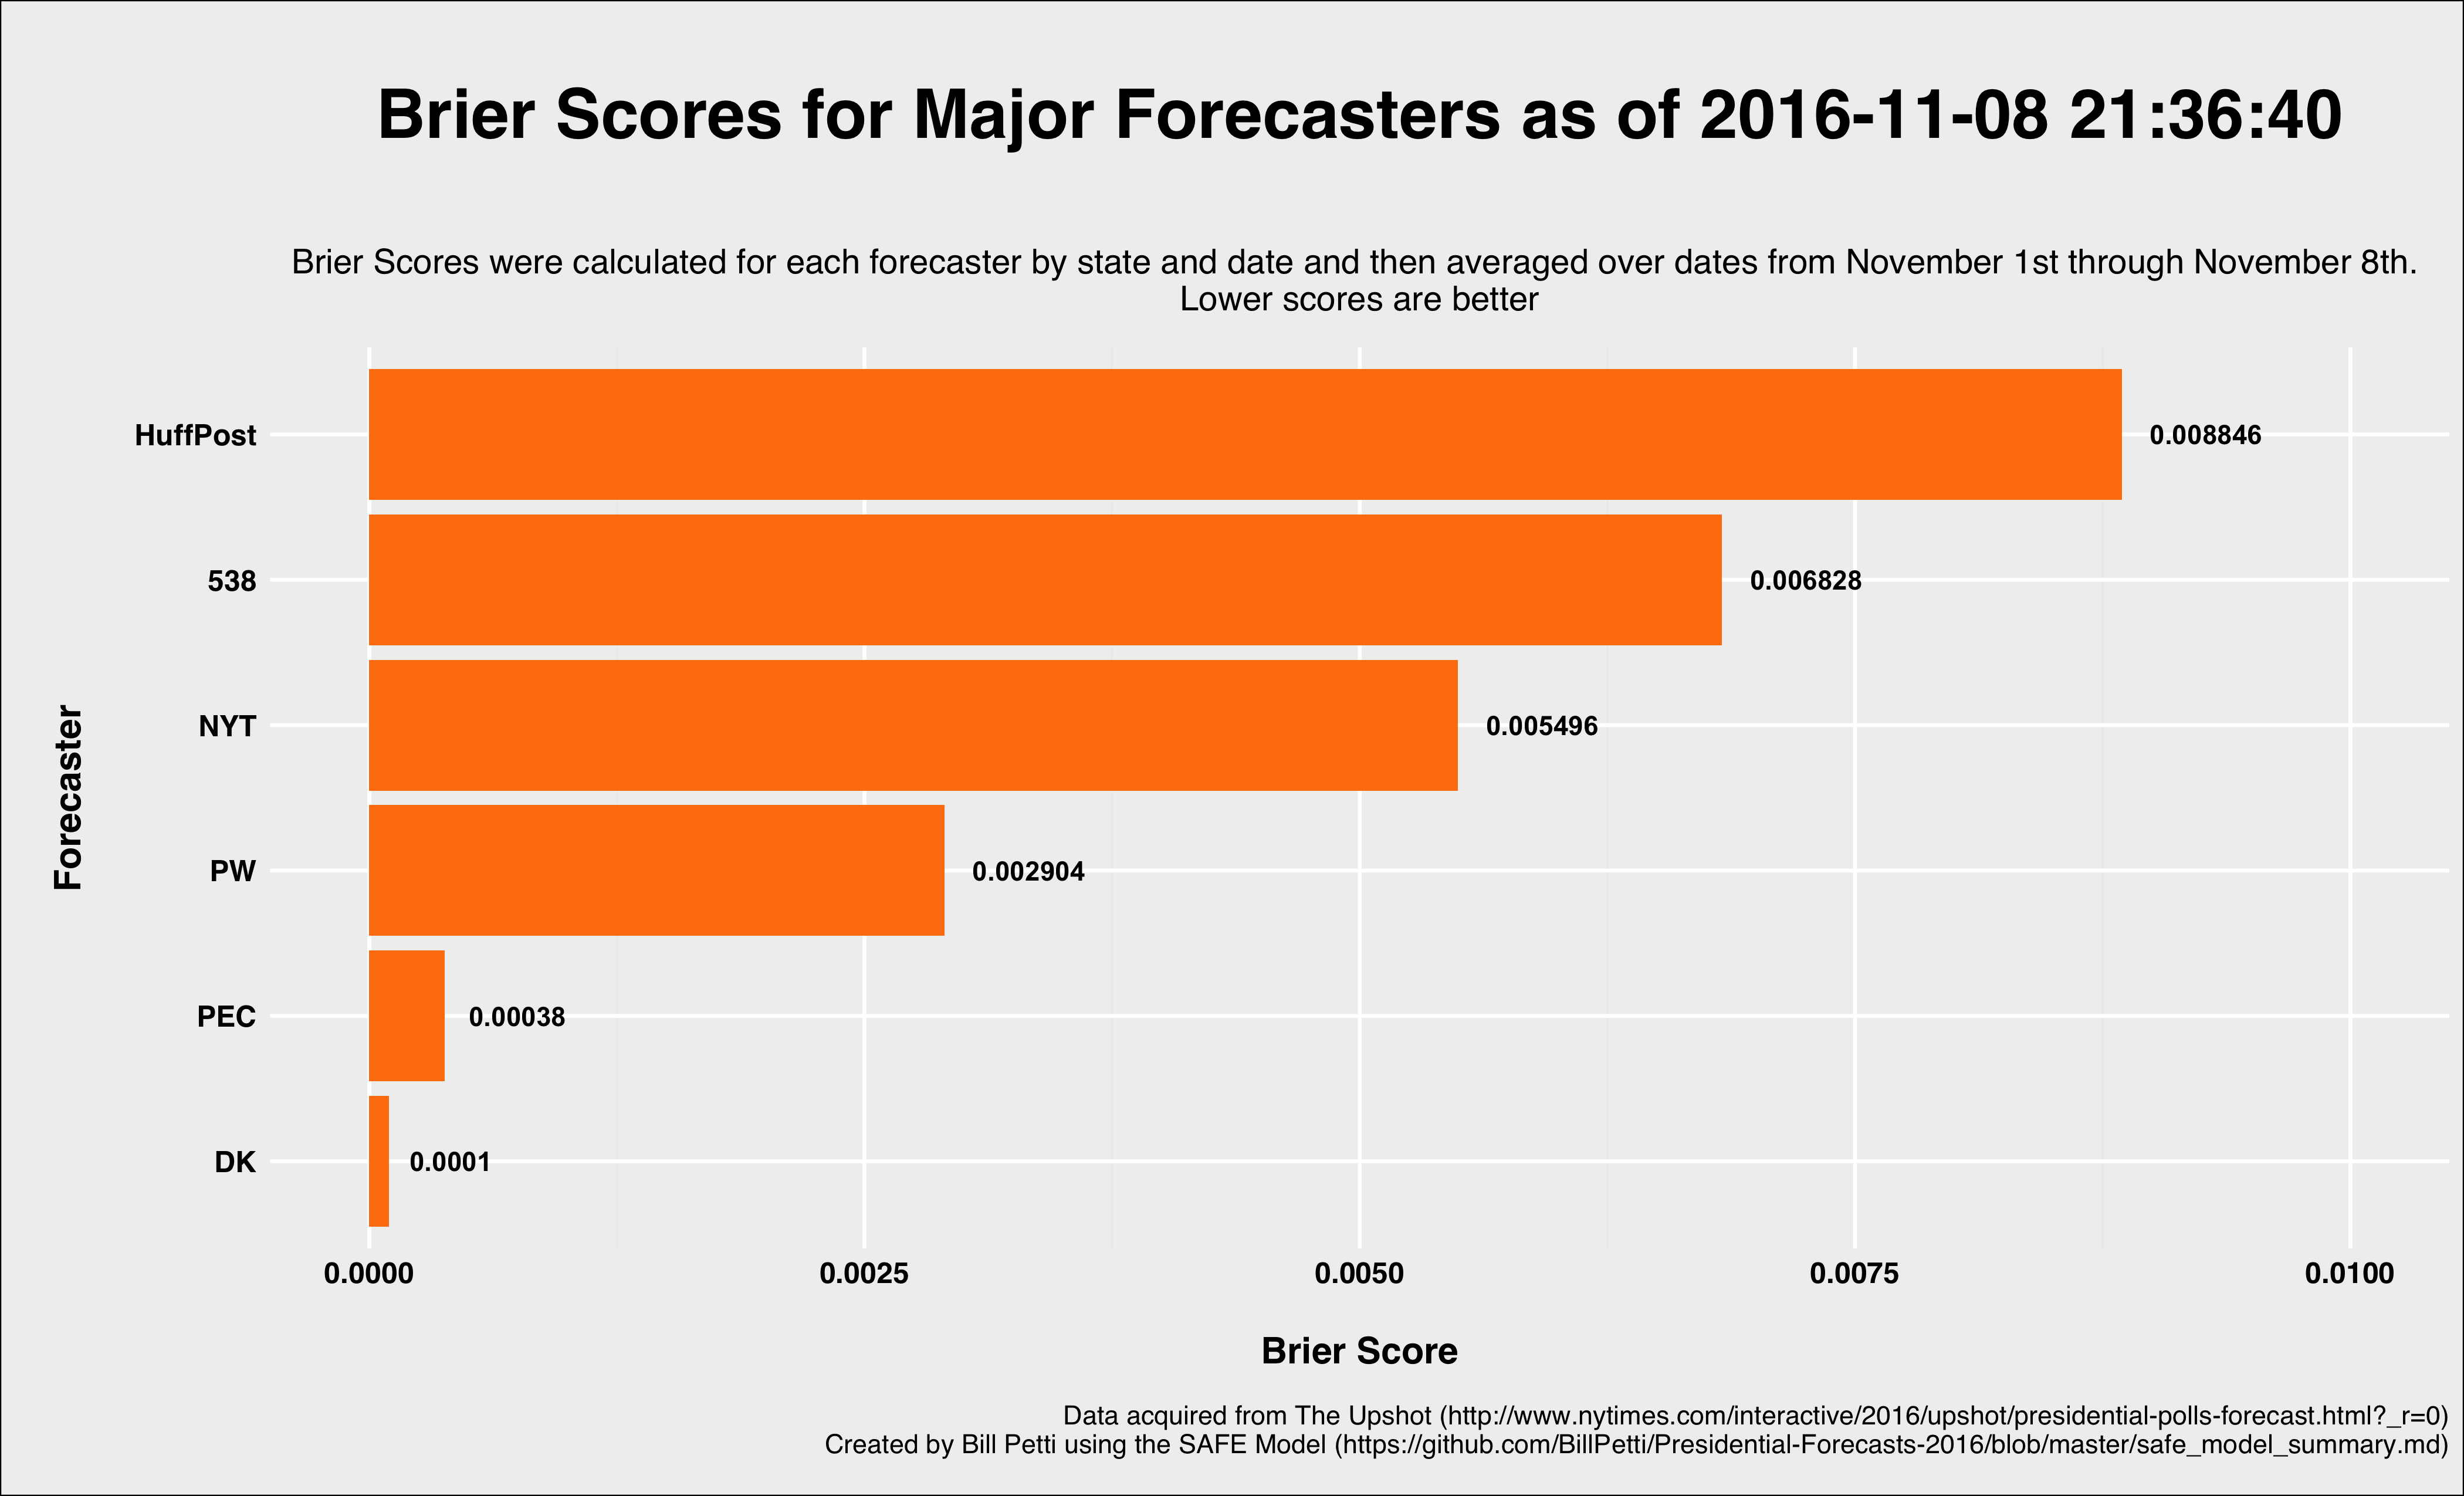 Brier Scores for Major Forecasters as of 2016-11-08 21:36:40
Brier Scores were calculated for each forecaster by state and date and then averaged over dates from November 1st through November 8th.
Lower scores are better
Forecaster
HuffPost
0.008846
538
0.006828
NYT
0.005496
PW
0.002904
PEC
0.00038
DK
0.0001
0.0000
0.0025
0.0050
0.0075
0.0100
Brier Score
Data acquired from The Upshot (http://www.nytimes.com/interactive/2016/upshot/presidential-polls-forecast.html?_r=0)
Created by Bill Petti using the SAFE Model (https://github.com/BillPetti/Presidential-Forecasts-2016/blob/master/safe_model_summary.md)